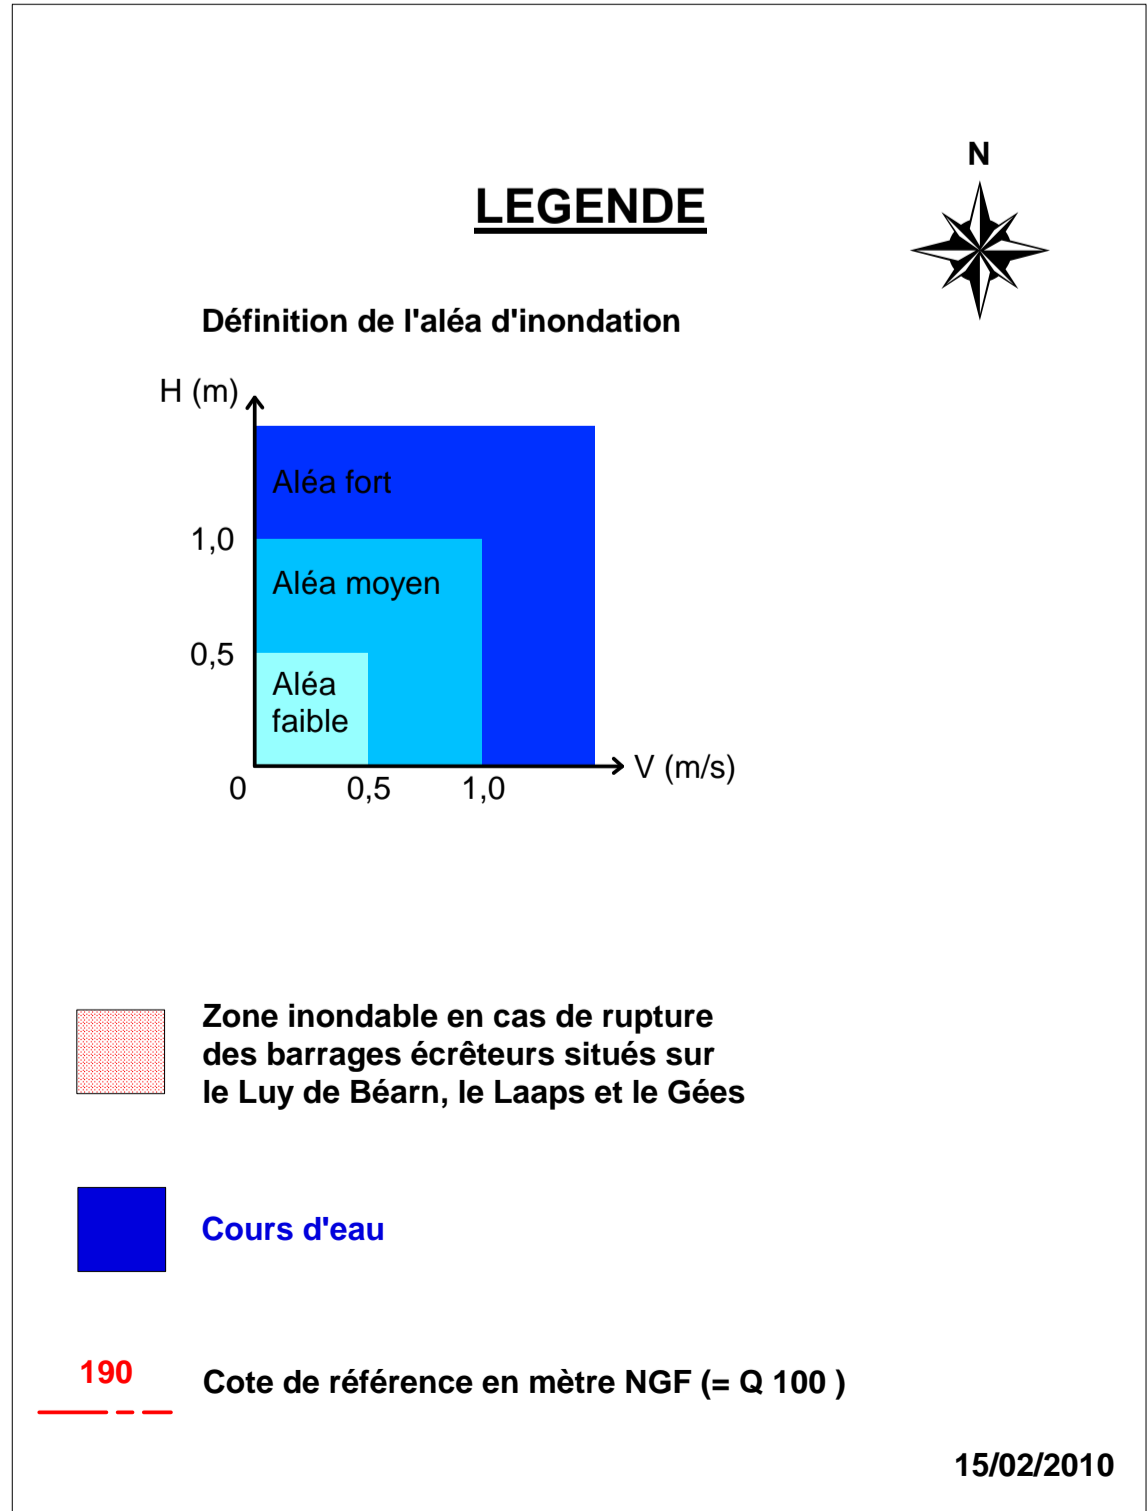 N
LEGENDE
Définition de l'aléa d'inondation
H (m)
Aléa fort
1,0
Aléa moyen
0,5
Aléa
faible
V (m/s)
0
0,5
1,0
Zone inondable en cas de rupture
des barrages écrêteurs situés sur
le Luy de Béarn, le Laaps et le Gées
Cours d'eau
190
Cote de référence en mètre NGF (= Q 100 )
15/02/2010